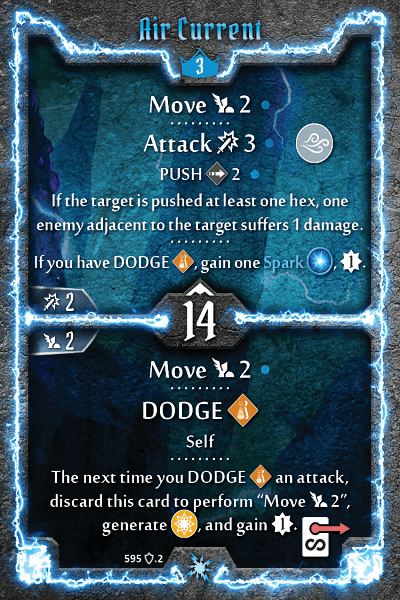 Air Current
3
Move 2
Attack 3
PUSH 2
If the target is pushed at least one hex, one
enemy adjacent to the target suffers 1 damage.
If you have DODGE, gain one Spark, 1.
2
14
2
Move 2
DODGE
Self
The next time you DODGE an attack,
discard this card to perform “Move 2”,
generate, and gain 1.
595 .2